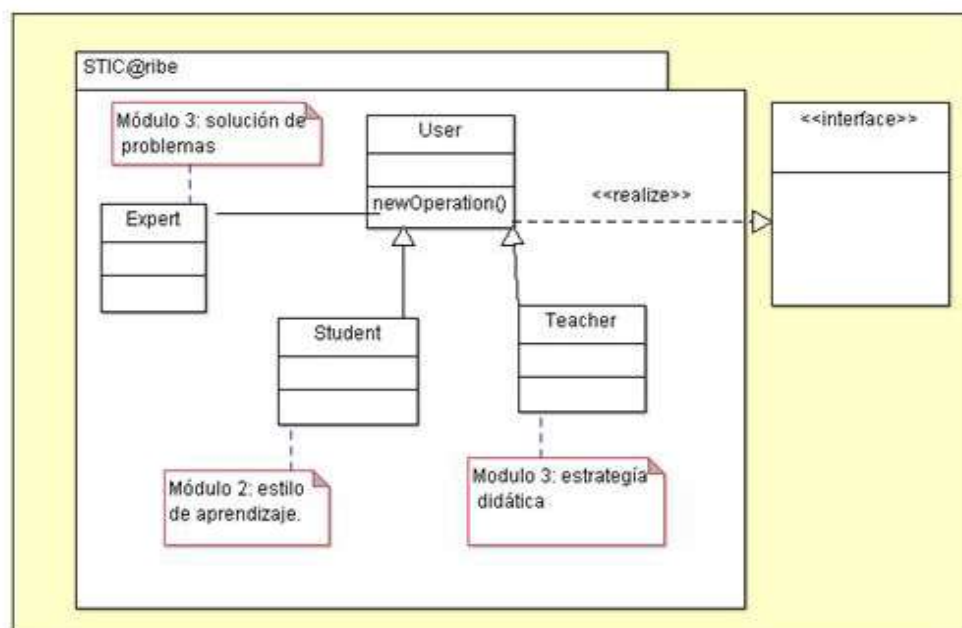 STIC@ribe
Módulo 3: solución de
problemas
User
newOperation()
<<interface>>
<<realize>>
Expert
Student
Teacher
Módulo 2: estilo
de aprendizaje.
Modulo 3: estrategía
didática